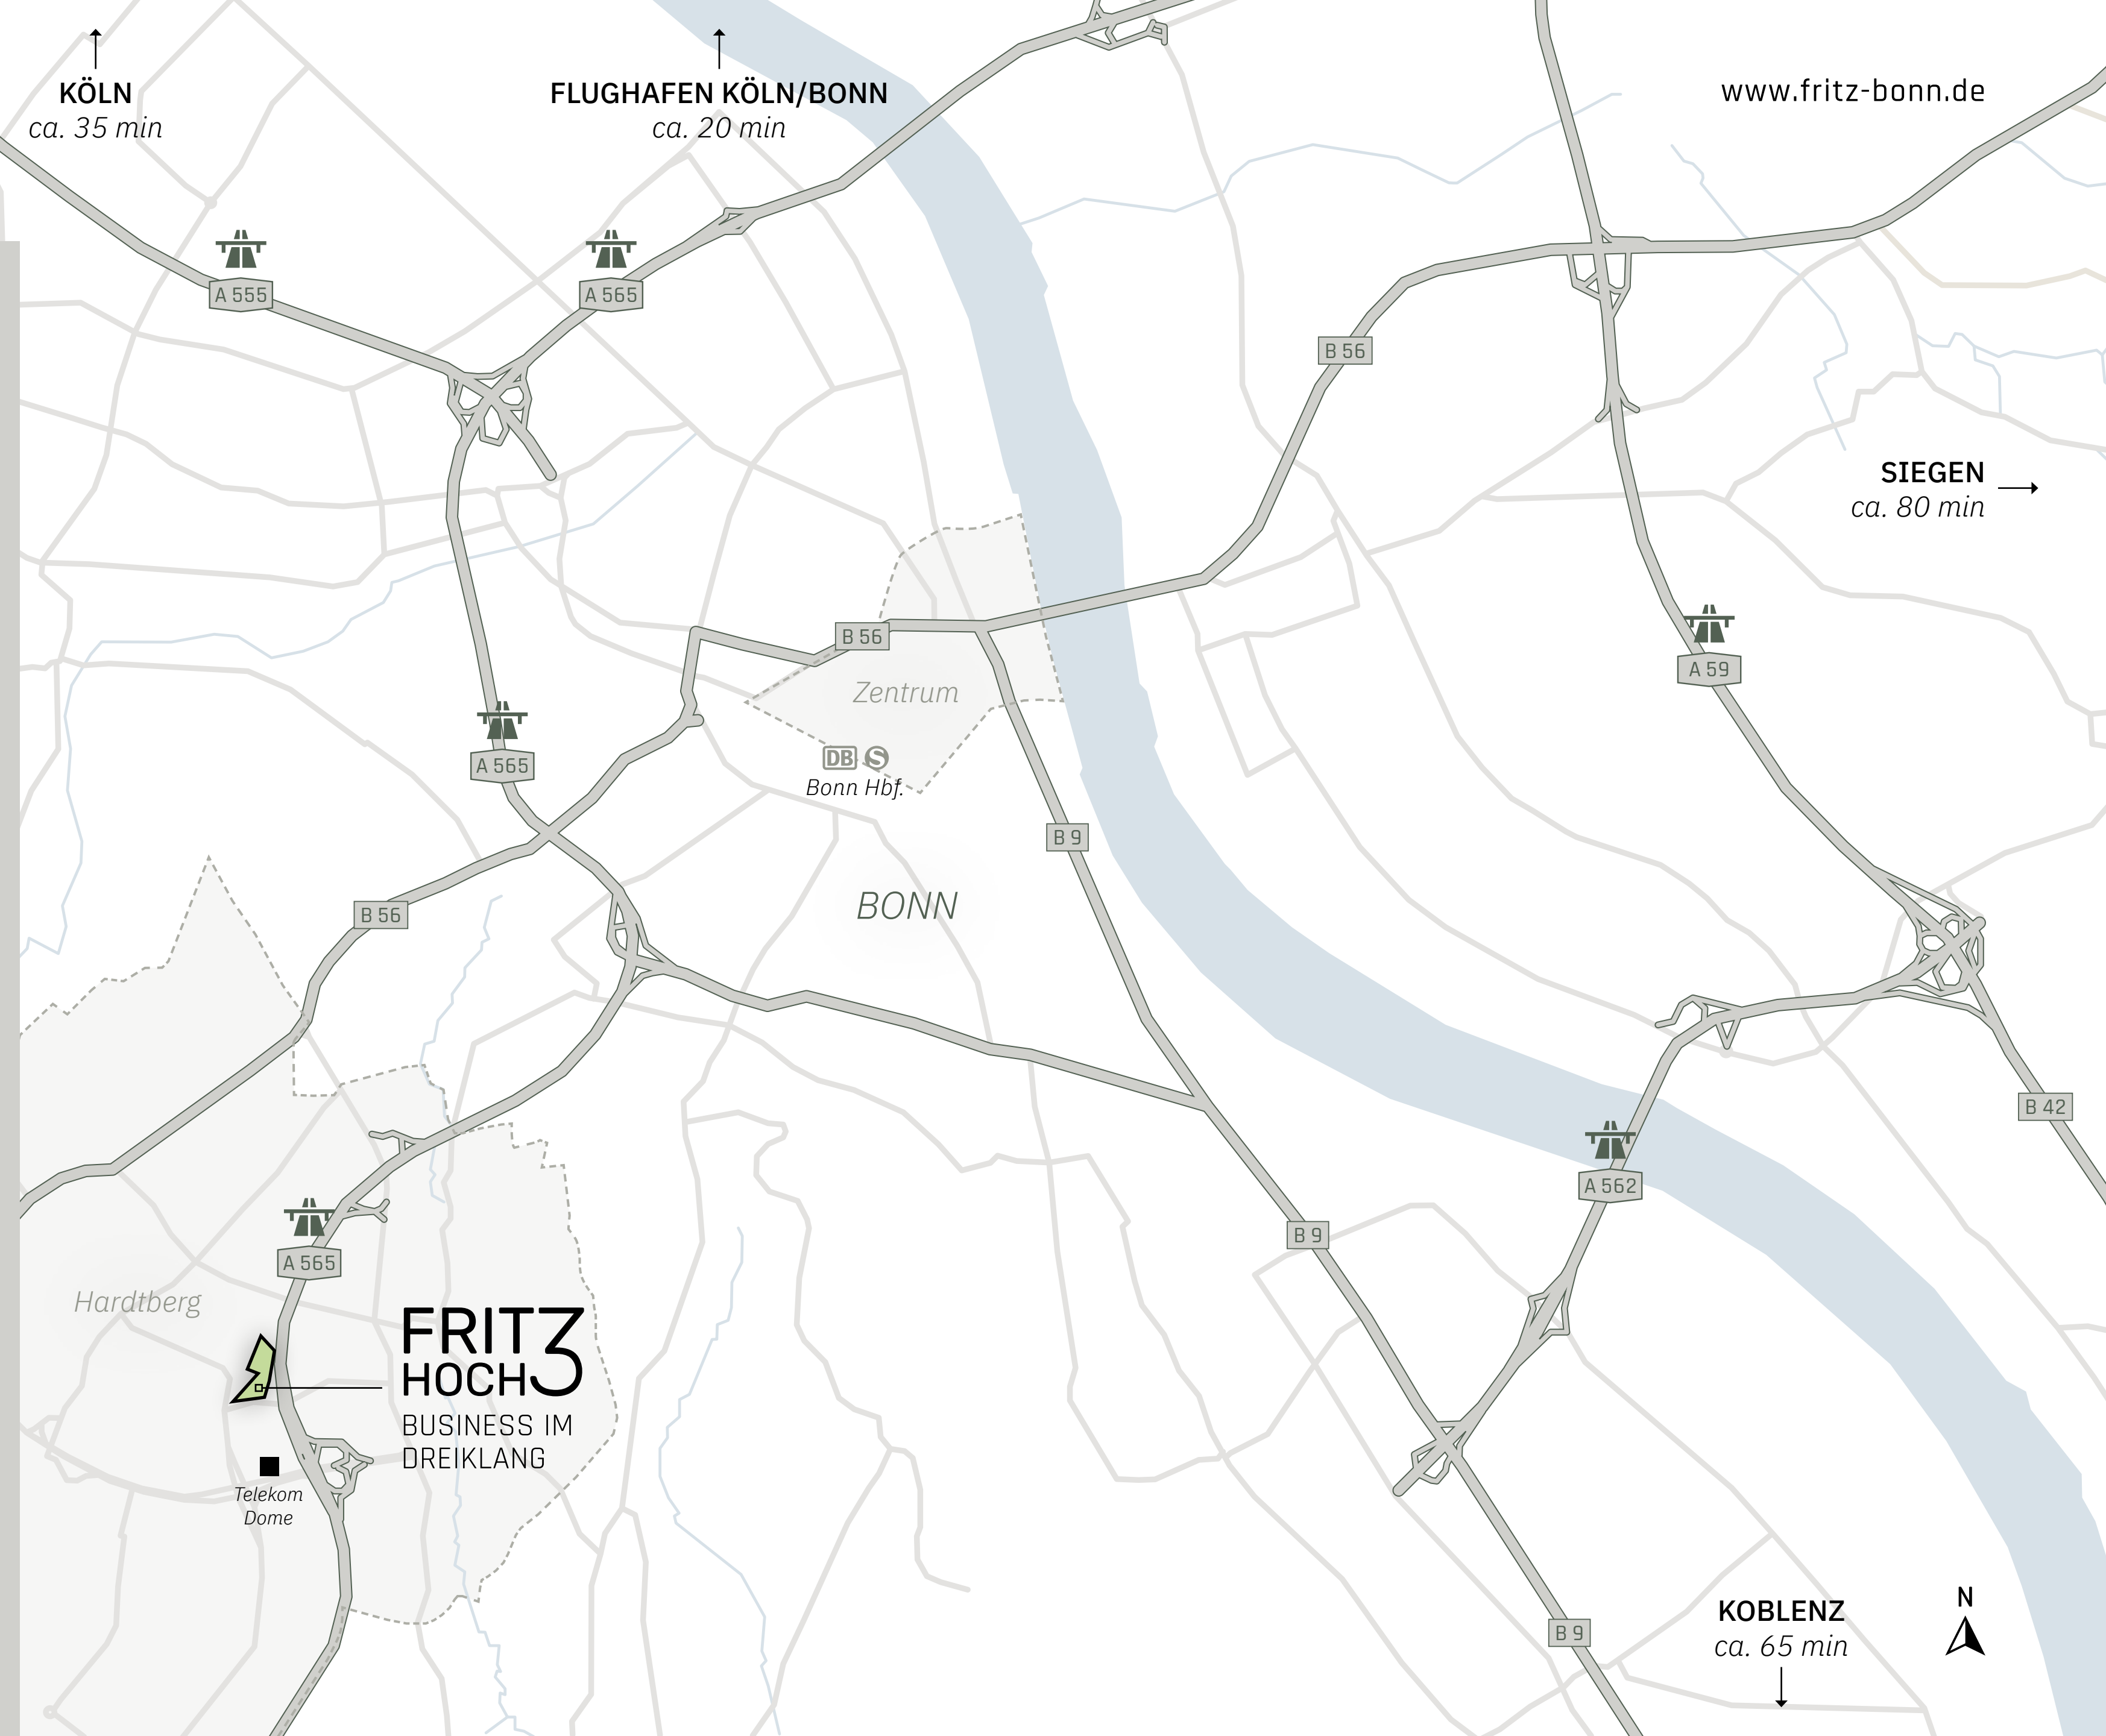 KÖLN
ca. 35 min
FLUGHAFEN KÖLN/BONN
ca. 20 min
www.fritz-bonn.de
A 555
A 565
B 56
SIEGEN
ca. 80 min
B 56
A 59
Zentrum
A 565
DB S
Bonn Hbf.
B 9
B 56
BONN
B 42
A 562
B 9
A 565
Hardtberg
FRIT3
HOCH
BUSINESS IM
DREIKLANG
Telekom
Dome
B 9
KOBLENZ
ca. 65 min
N